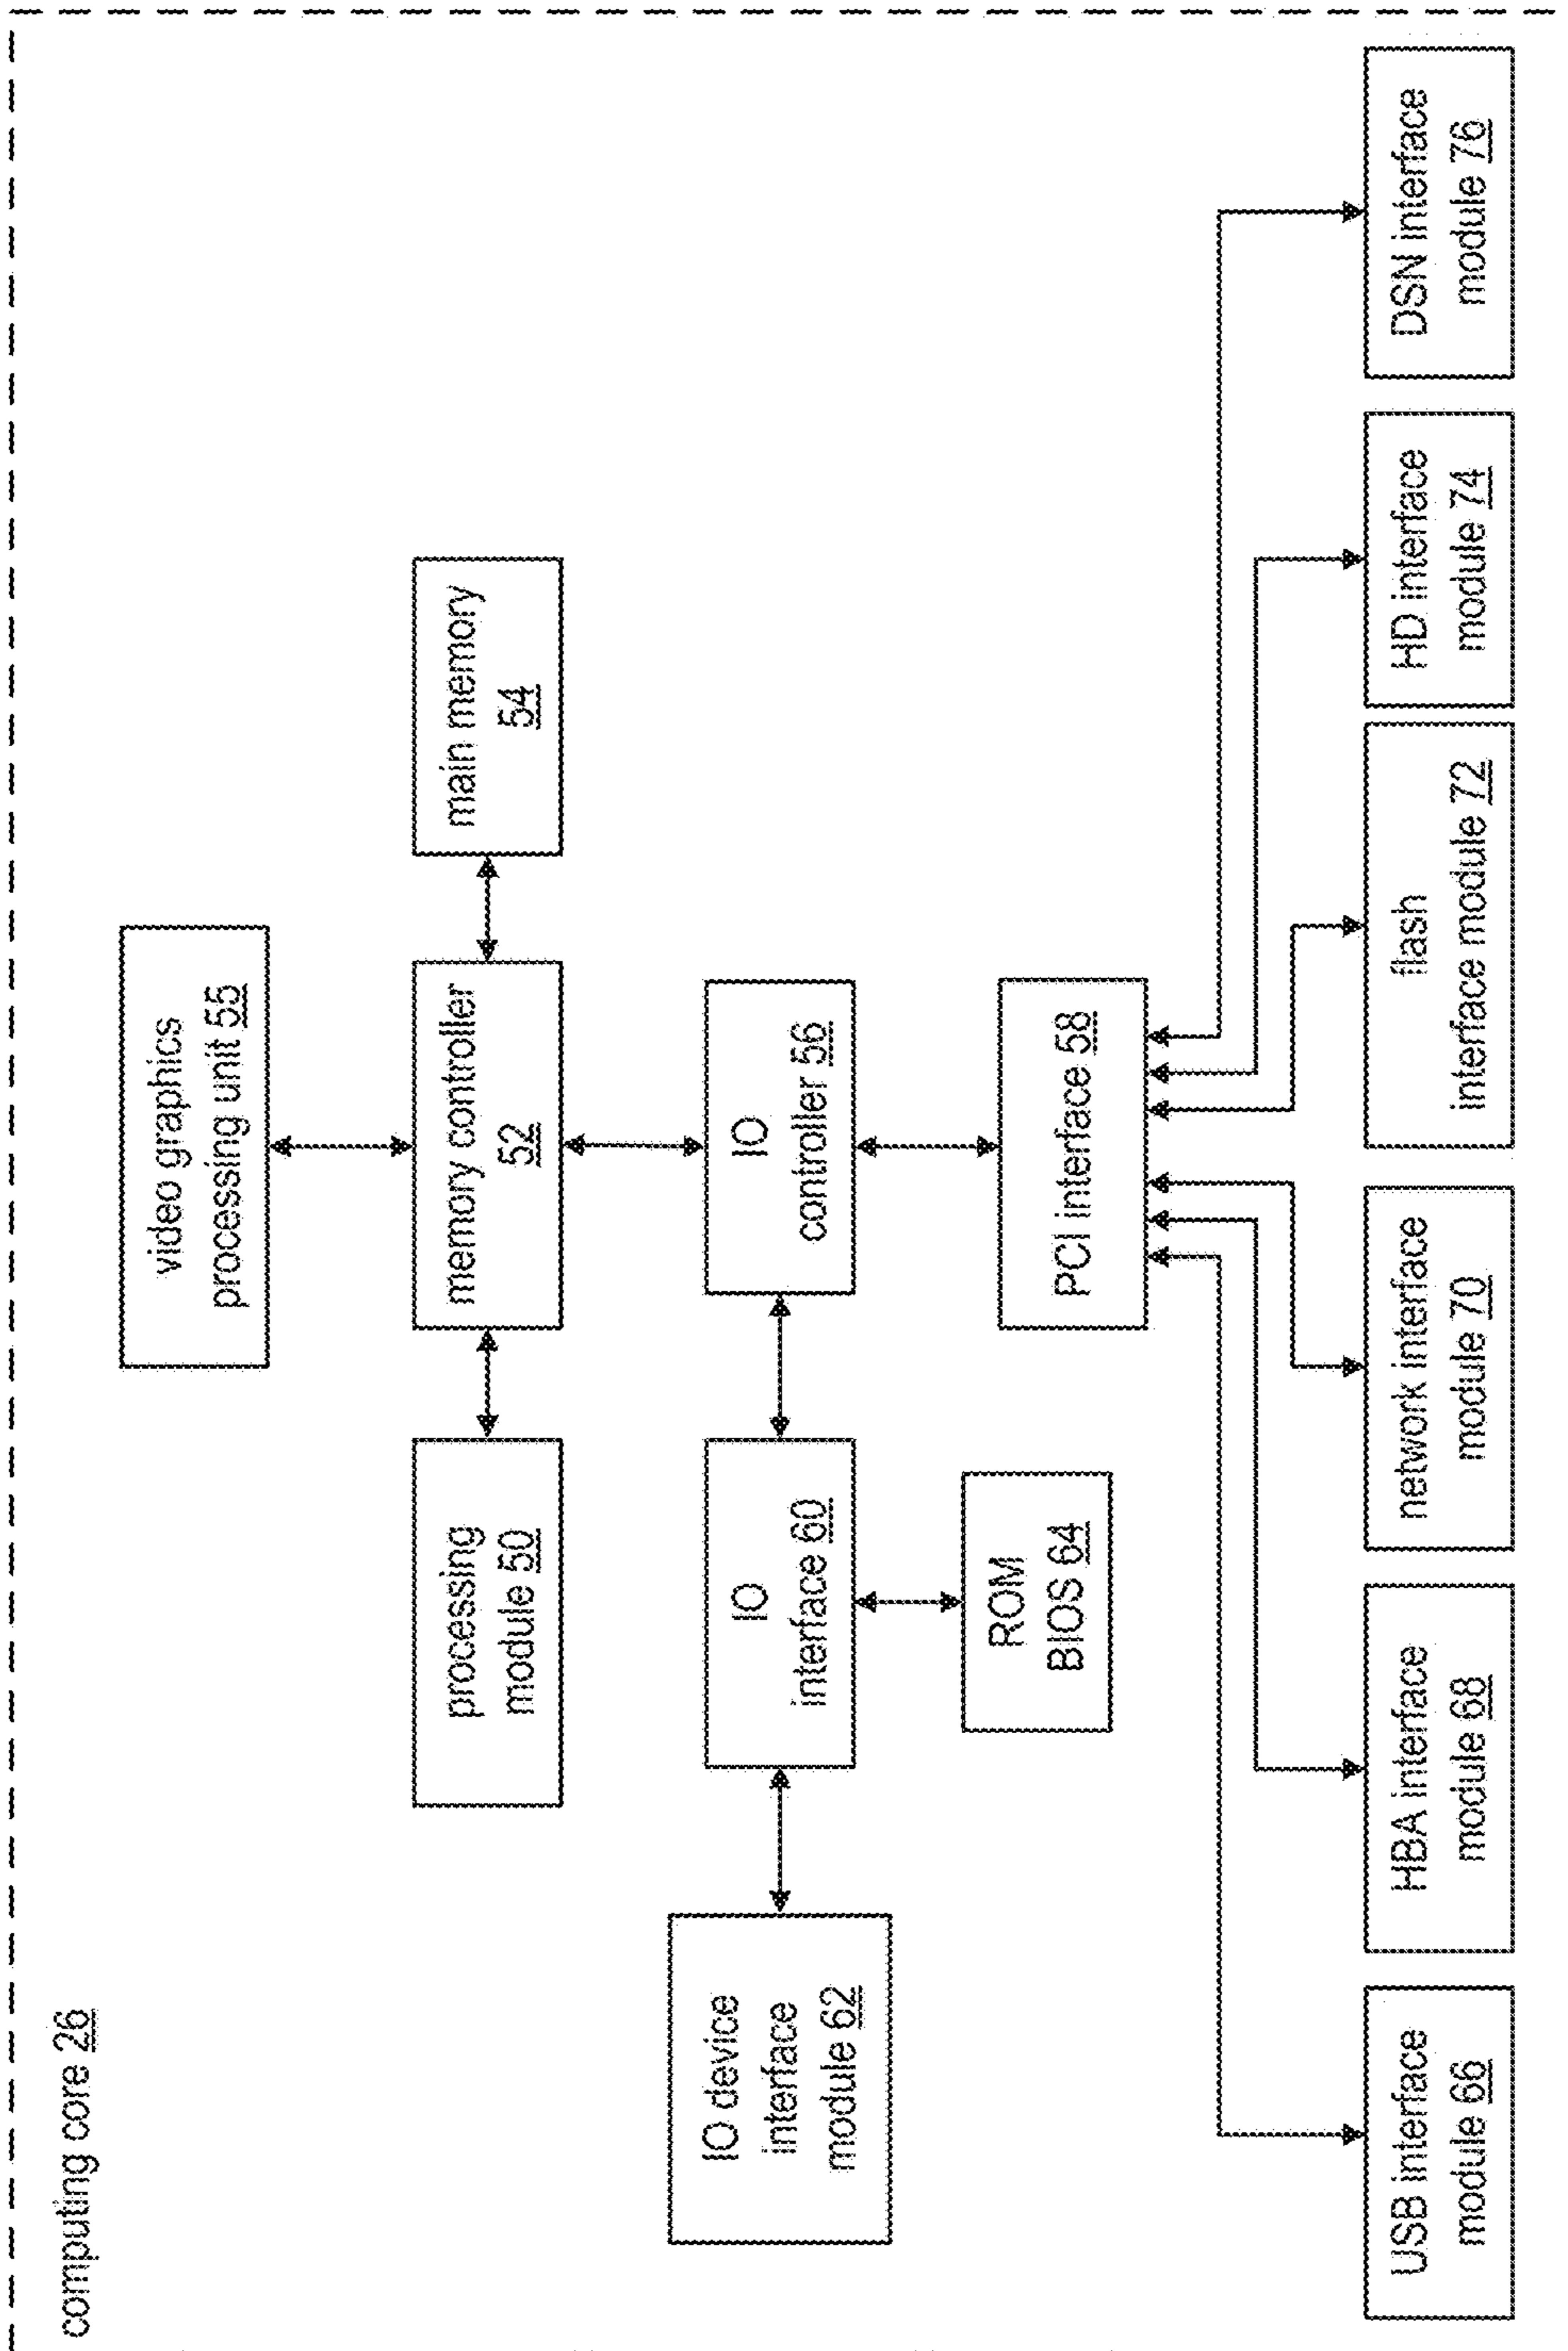 computing core 26
video graphics
processing unit 55
processing
module 50
memory controller
52
main memory
54
IO device
interface
module 62
IO
interface 60
IO
controller 56
ROM
BIOS 64
PCI interface 58
USB interface
module 66
HBA interface
module 68
network interface
module 70
flash
interface module 72
HD interface
module 74
DSN interface
module 76